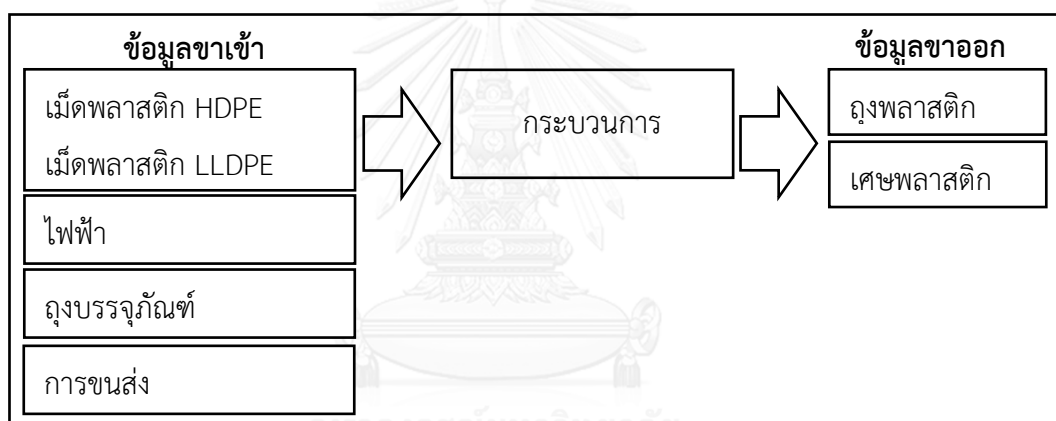 ข้อมูลขาเข้า
เม็ดพลาสติก HDPE
เม็ดพลาสติก LLDPE
ไฟฟ้า
ถุงบรรจุภัณฑ์
การขนส่ง
กระบวนการ
ข้อมูลขาออก
ถุงพลาสติก
เศษพลาสติก